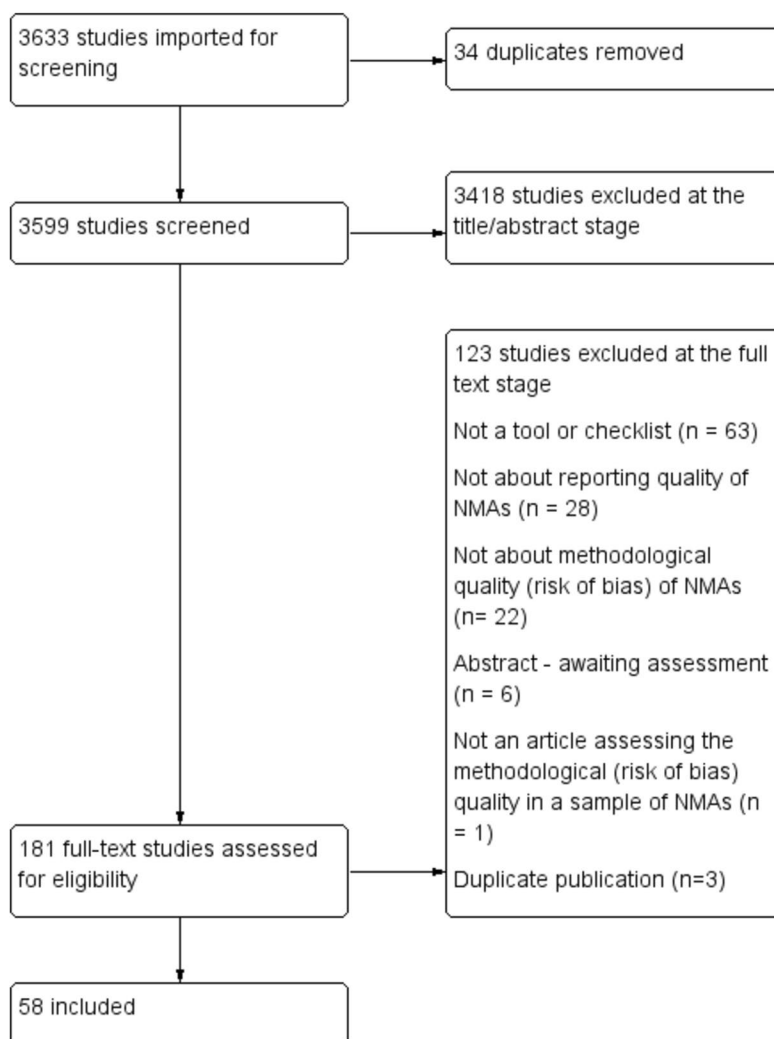 3633 studies imported for
screening
34 duplicates removed
3599 studies screened
3418 studies excluded at the
title/abstract stage
123 studies excluded at the full
text stage
Not a tool or checklist (n = 63)
Not about reporting quality of
NMAs (n = 28)
Not about methodological
quality (risk of bias) of NMAs
(n= 22)
Abstract - awaiting assessment
(n = 6)
Not an article assessing the
methodological (risk of bias)
quality in a sample of NMAs (n
= 1)
Duplicate publication (n=3)
181 full-text studies assessed
for eligibility
58 included